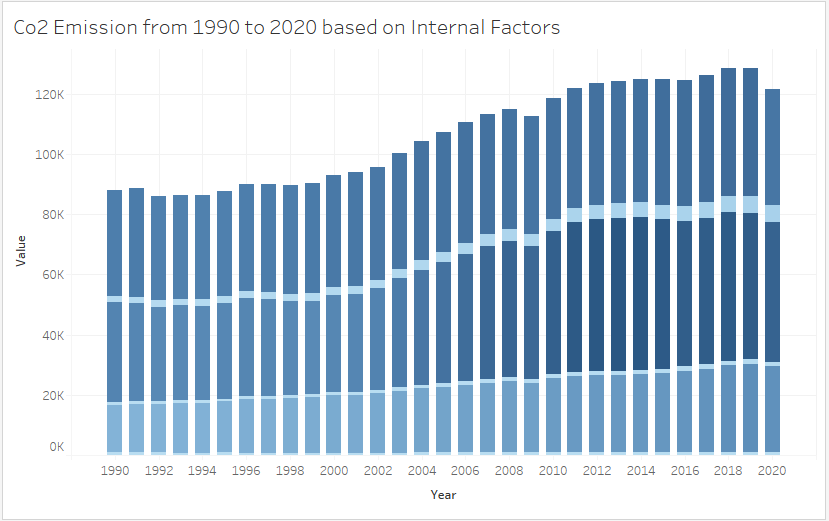 Co2 Emission from 1990 to 2020 based on Internal Factors
120K
100K
80K
60K
40K
20K
0K
Value
1990 1992 1994 1996 1998 2000 2002 2004 2006 2008 2010 2012 2014 2016 2018 2020
Year